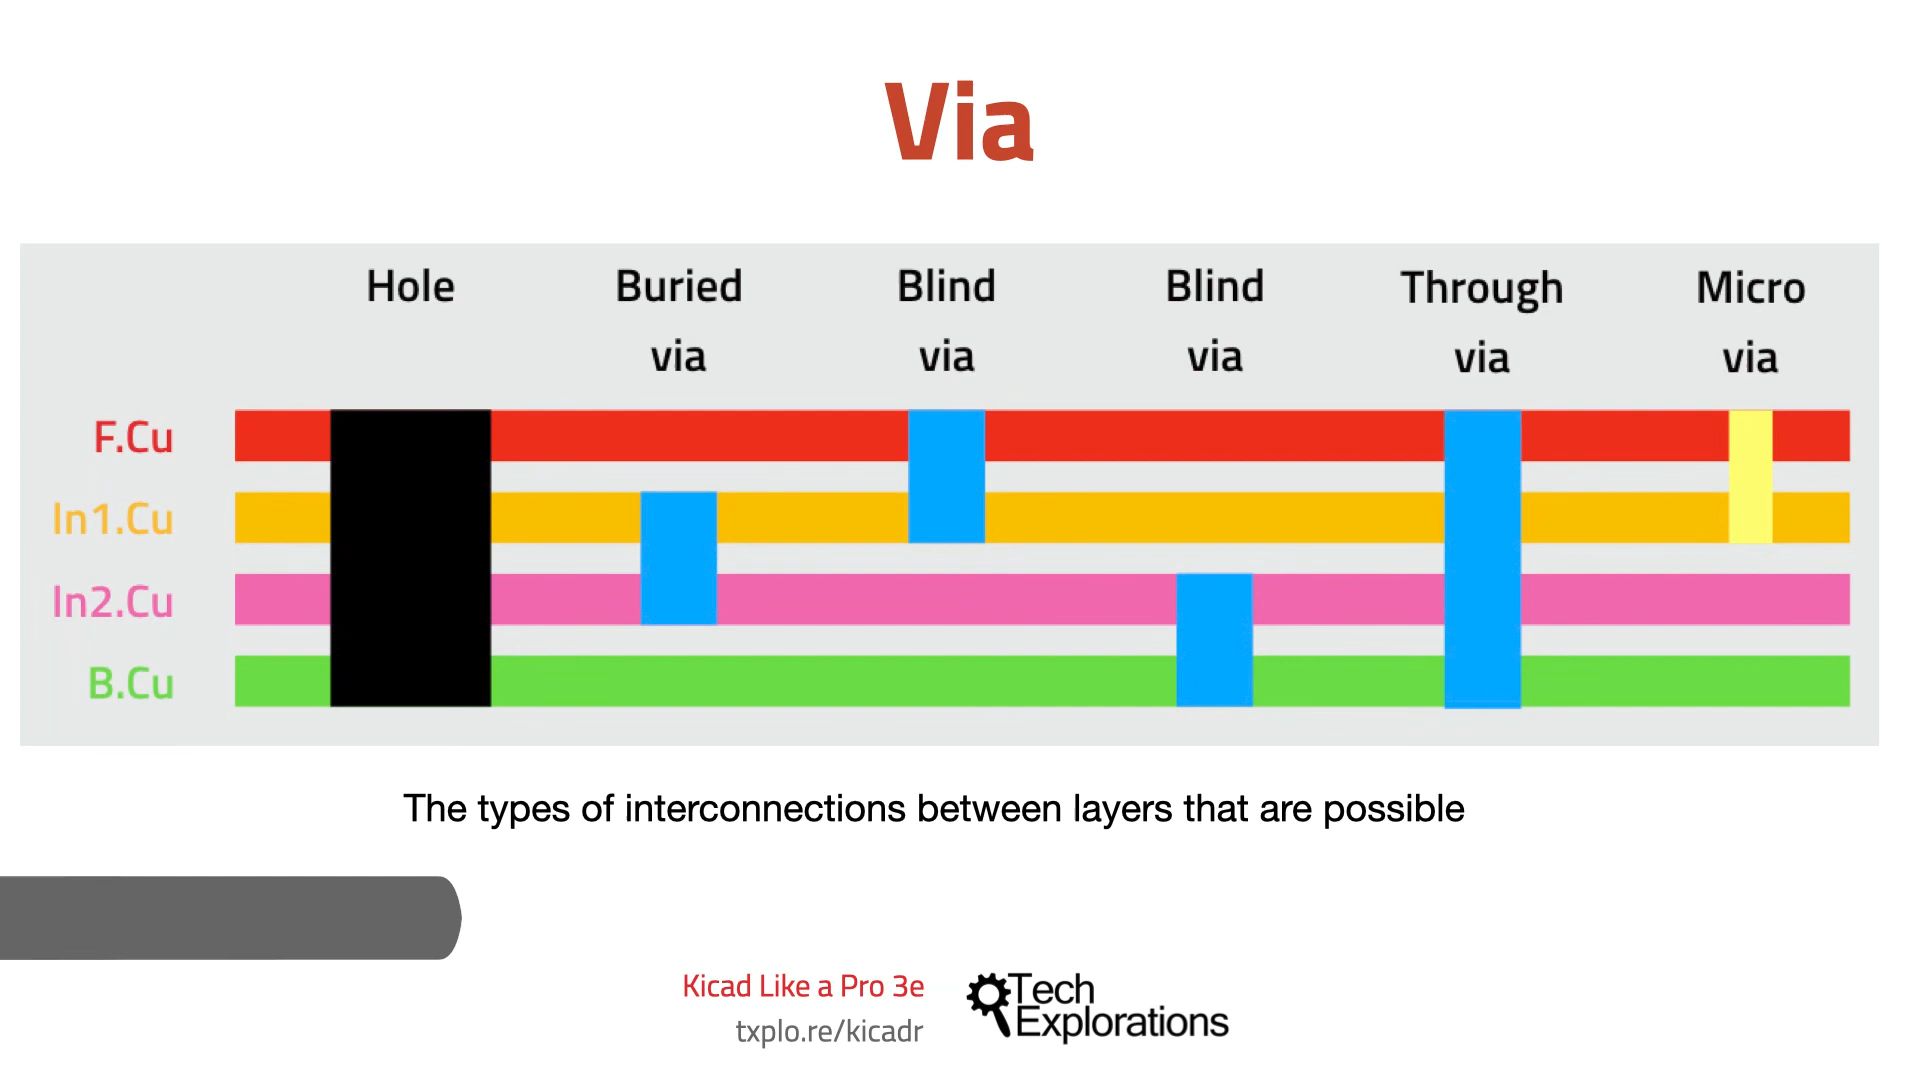 Via
Hole
Buried
via
Blind
via
Blind
via
Through
via
Micro
via
F.Cu
In1.Cu
In2.Cu
B.Cu
The types of interconnections between layers that are possible
Kicad Like a Pro 3e
txplo.re/kicadr
Tech
Explorations